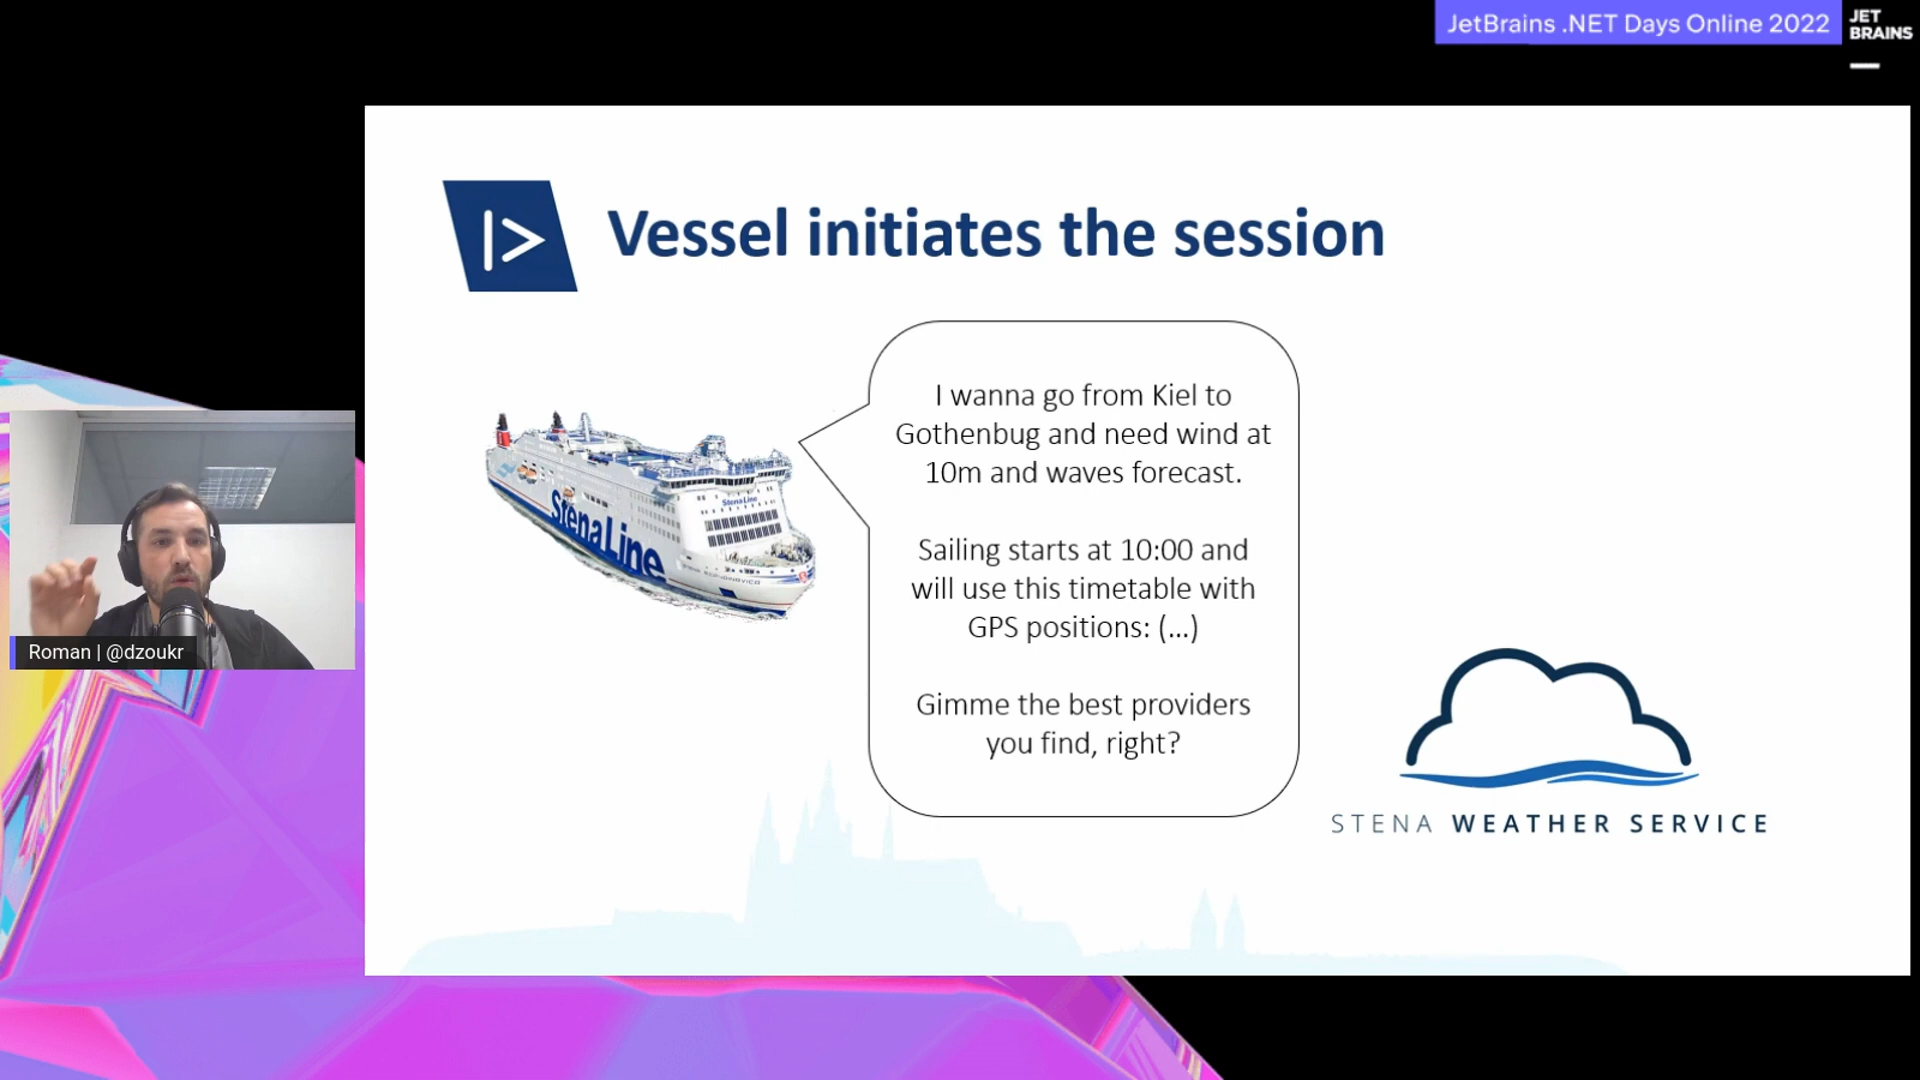 JetBrains .NET Days Online 2022
JET
BRAINS
|>
Vessel initiates the session
I wanna go from Kiel to
Gothenbug and need wind at
10m and waves forecast.
Sailing starts at 10:00 and
will use this timetable with
GPS positions: (...)
Gimme the best providers
you find, right?
Stena Line
StenaLine
Roman | @dzoukr
STENA WEATHER SERVICE